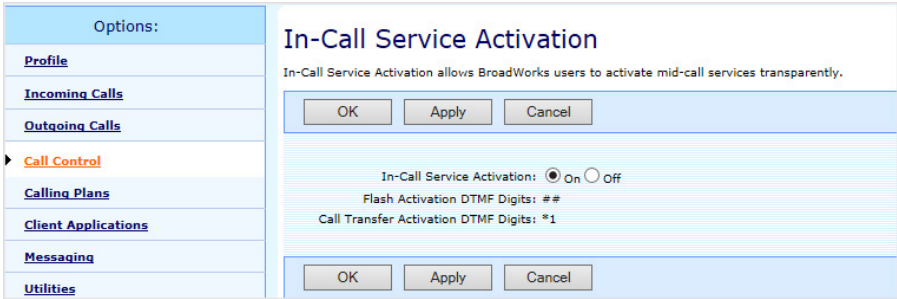 Options:
Profile
Incoming Calls
Outgoing Calls
Call Control
Calling Plans
Client Applications
Messaging
Utilities
In-Call Service Activation
In-Call Service Activation allows BroadWorks users to activate mid-call services transparently.
OK Apply Cancel
In-Call Service Activation: On Off
Flash Activation DTMF Digits: ##
Call Transfer Activation DTMF Digits: *1
OK Apply Cancel